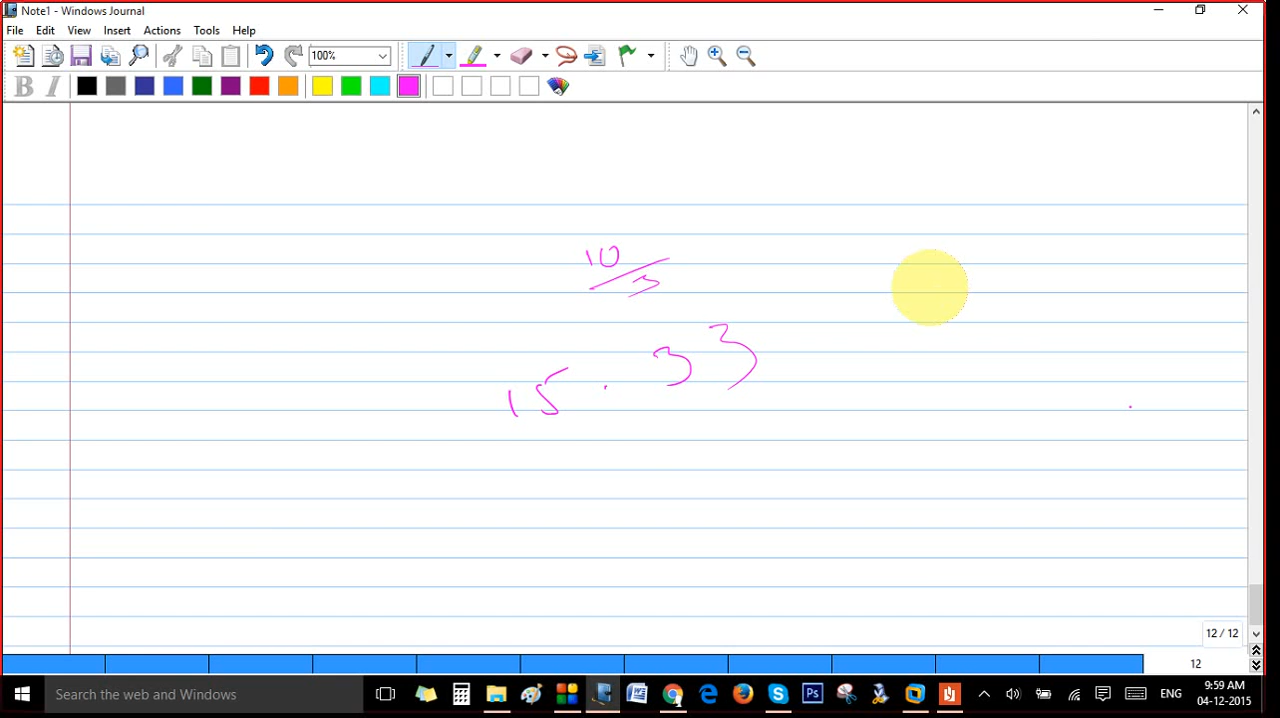 Note1 - Windows Journal
File Edit View Insert Actions Tools Help
100%
B I
10/3
15.33
12 / 12
12
Search the web and Windows
ENG
9:59 AM
04-12-2015